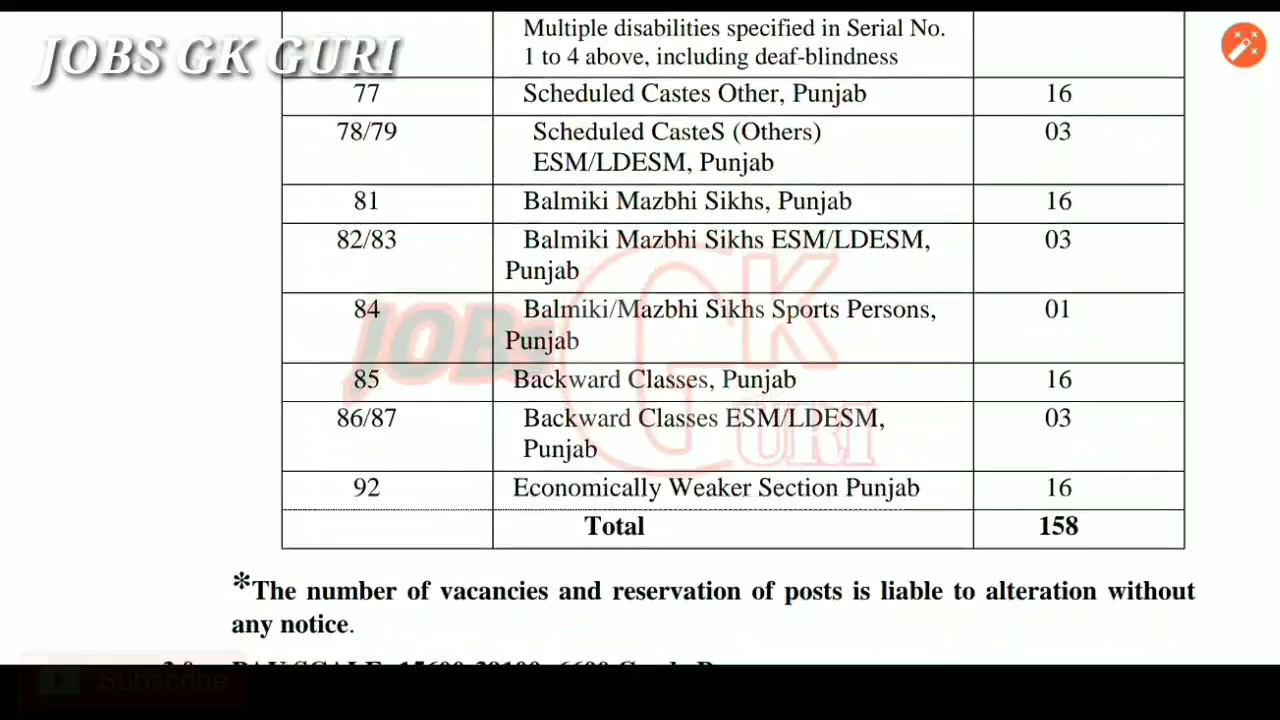 JOBS GK GURI
Multiple disabilities specified in Serial No.
1 to 4 above, including deaf-blindness
77 Scheduled Castes Other, Punjab 16
78/79 Scheduled CasteS (Others) 03
ESM/LDESM, Punjab
81 Balmiki Mazbhi Sikhs, Punjab 16
82/83 Balmiki Mazbhi Sikhs ESM/LDESM, 03
Punjab
84 Balmiki/Mazbhi Sikhs Sports Persons, 01
Punjab
85 Backward Classes, Punjab 16
86/87 Backward Classes ESM/LDESM, 03
Punjab
92 Economically Weaker Section Punjab 16
Total 158
JOBs GK URI
*The number of vacancies and reservation of posts is liable to alteration without
any notice.
Subscribe